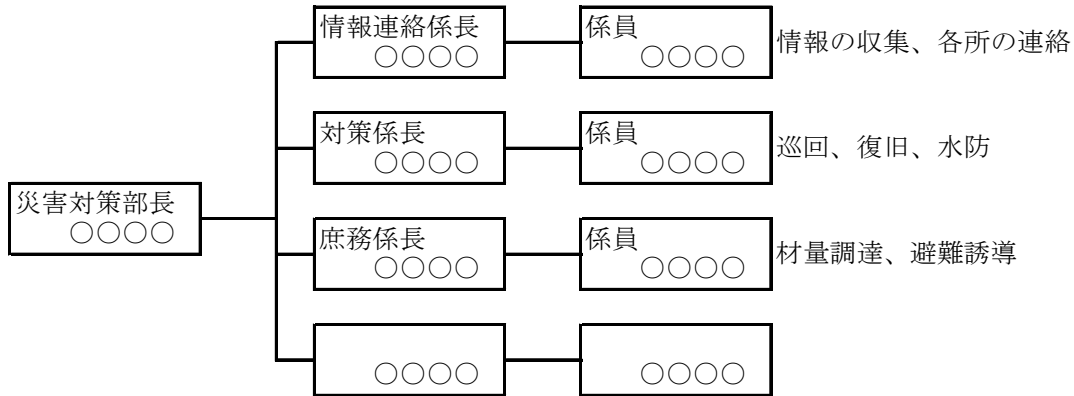 情報連絡係長
○○○○
係員
○○○○
情報の収集、各所の連絡
対策係長
○○○○
係員
○○○○
巡回、復旧、水防
災害対策部長
○○○○
庶務係長
○○○○
係員
○○○○
材量調達、避難誘導
○○○○
○○○○